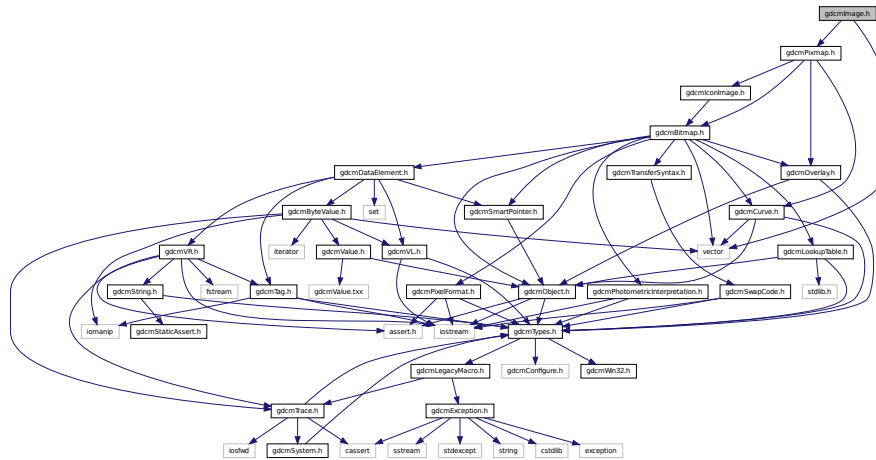 gdcmImage.h
gdcmPixmap.h
gdcmIconImage.h
gdcmBitmap.h
gdcmDataElement.h
gdcmTransferSyntax.h
gdcmOverlay.h
gdcmByteValue.h
set
gdcmSmartPointer.h
gdcmCurve.h
gdcmVR.h
iterator
gdcmValue.h
gdcmVL.h
vector
gdcmLookupTable.h
gdcmString.h
fstream
gdcmTag.h
gdcmValue.txx
gdcmPixelFormat.h
gdcmObject.h
gdcmPhotometricInterpretation.h
gdcmSwapCode.h
stdlib.h
iomanip
gdcmStaticAssert.h
assert.h
iostream
gdcmTypes.h
gdcmLegacyMacro.h
gdcmConfigure.h
gdcmWin32.h
gdcmTrace.h
gdcmException.h
iosfwd
gdcmSystem.h
cassert
sstream
stdexcept
string
cstdlib
exception